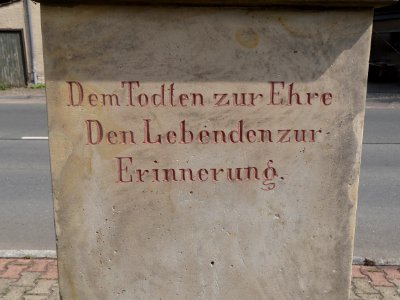 Dem Todten zur Ehre
Den Lebenden zur
Erinnerung.